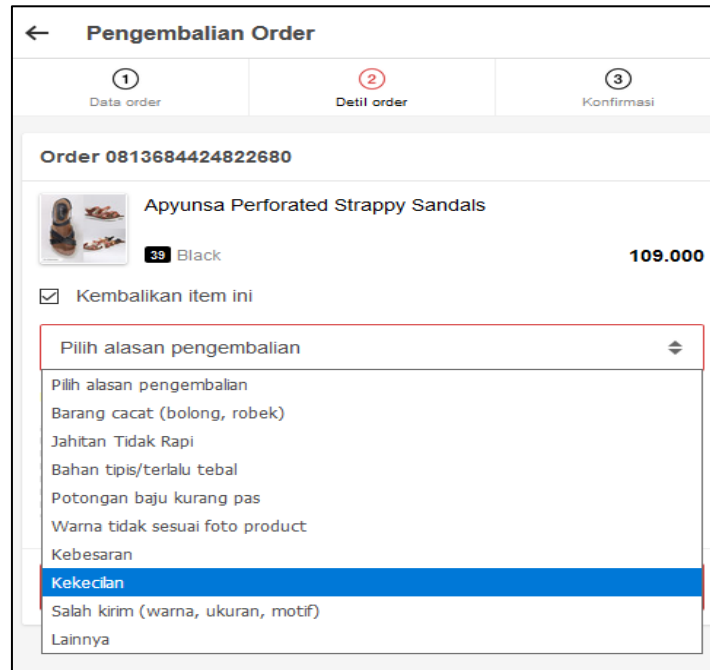 ← Pengembalian Order
1 2 3
Data order Detil order Konfirmasi
Order 0813684424822680
Apyunsa Perforated Strappy Sandals
39 Black 109.000
Kembalikan item ini
Pilih alasan pengembalian
Pilih alasan pengembalian
Barang cacat (bolong, robek)
Jahitan Tidak Rapi
Bahan tipis/terlalu tebal
Potongan baju kurang pas
Warna tidak sesuai foto product
Kebesaran
Kekecilan
Salah kirim (warna, ukuran, motif)
Lainnya